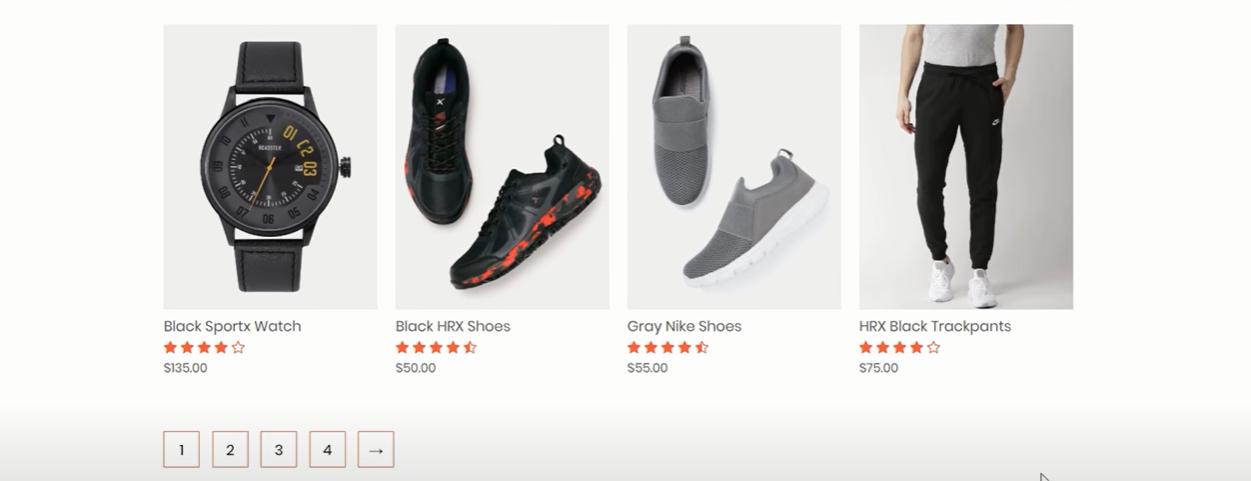 ROADSTER
Black Sportx Watch
$135.00
Black HRX Shoes
$50.00
Gray Nike Shoes
$55.00
HRX Black Trackpants
$75.00
1 2 3 4 →